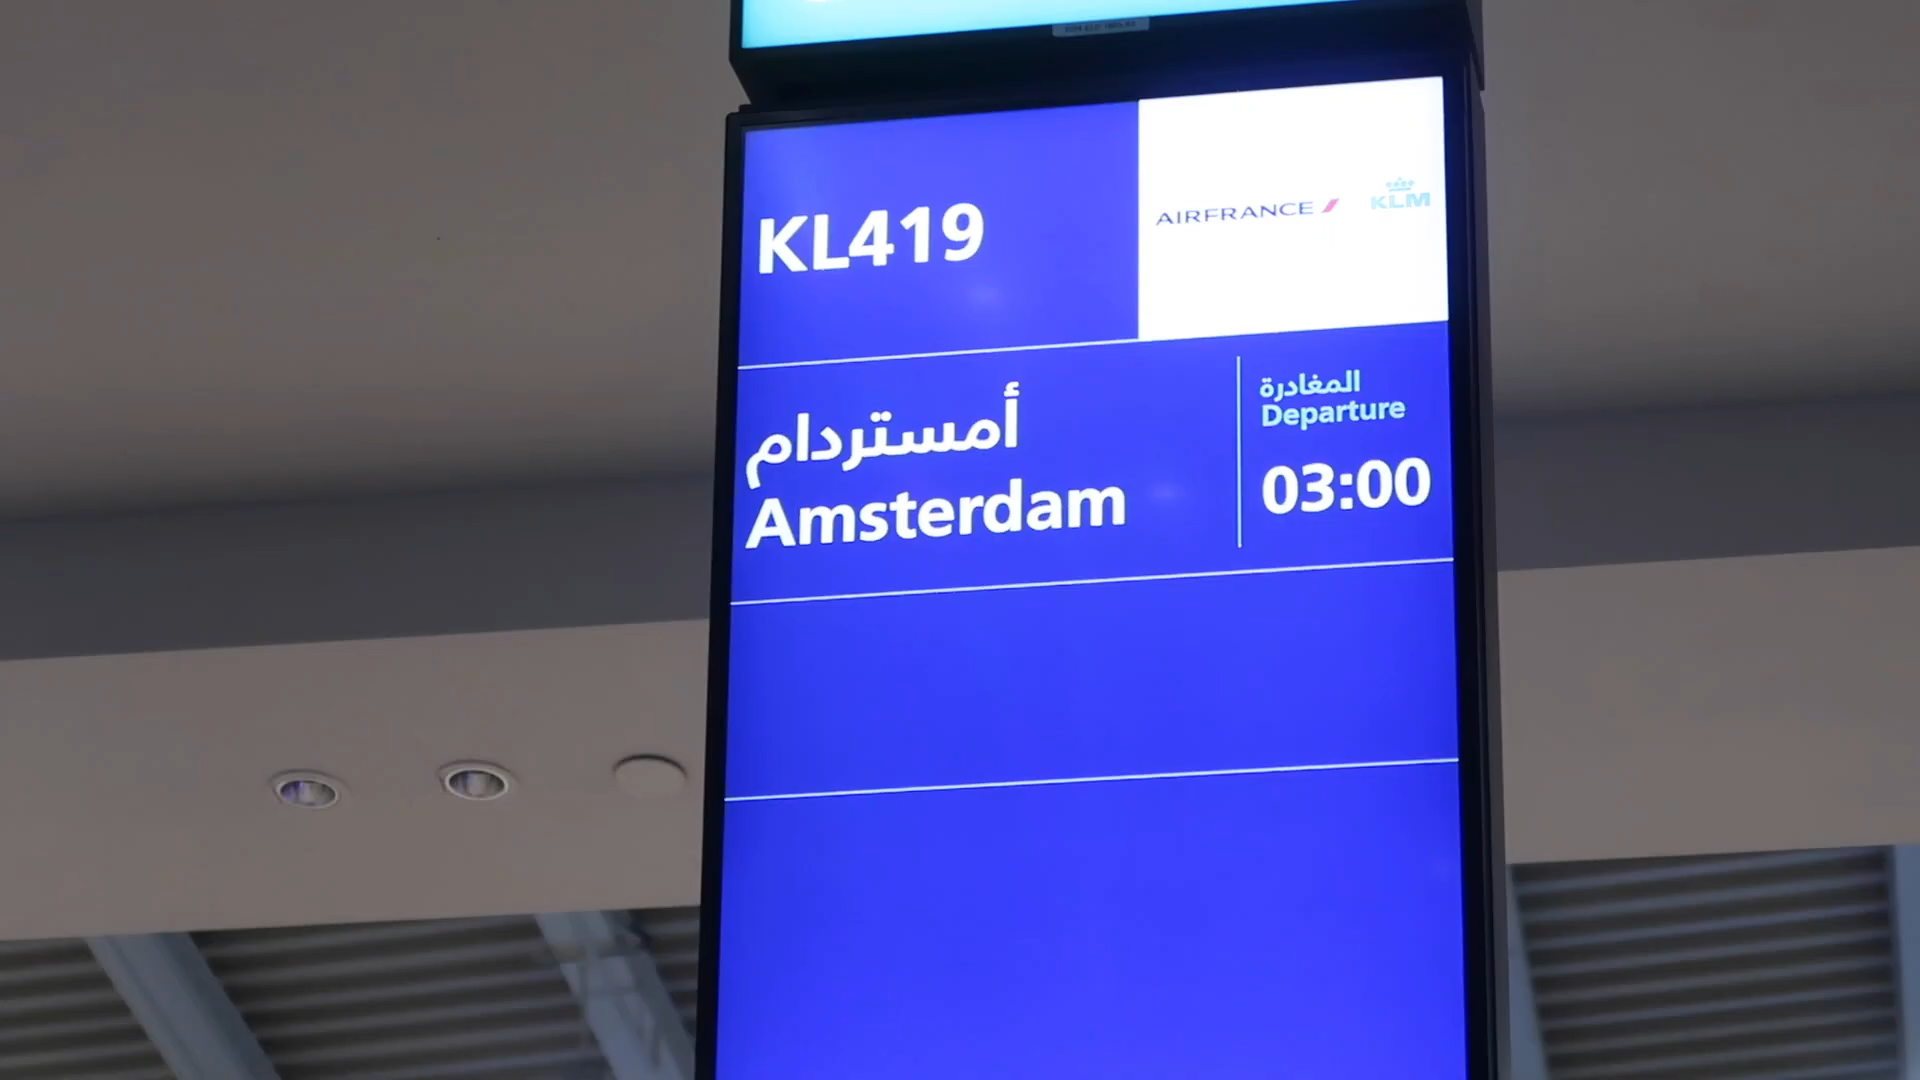 KL419
AIRFRANCE KLM
أمستردام
Amsterdam
المغادرة
Departure
03:00